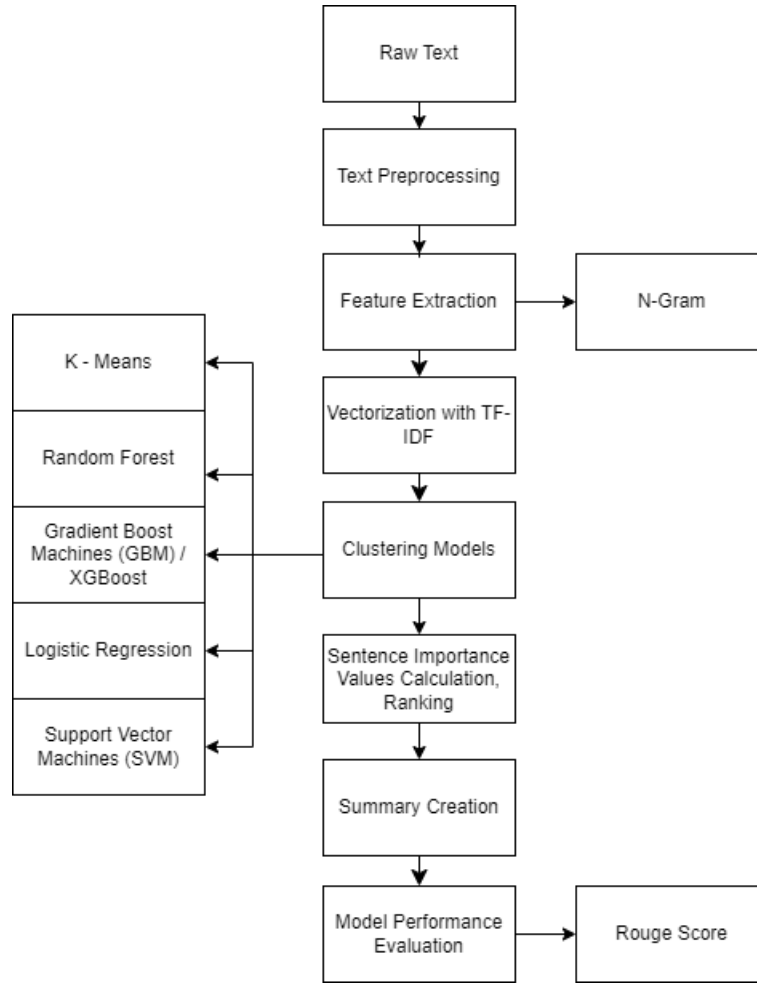 Raw Text
Text Preprocessing
Feature Extraction
N-Gram
K - Means
Vectorization with TF-
IDF
Random Forest
Gradient Boost
Machines (GBM) /
XGBoost
Clustering Models
Logistic Regression
Sentence Importance
Values Calculation,
Ranking
Support Vector
Machines (SVM)
Summary Creation
Model Performance
Evaluation
Rouge Score